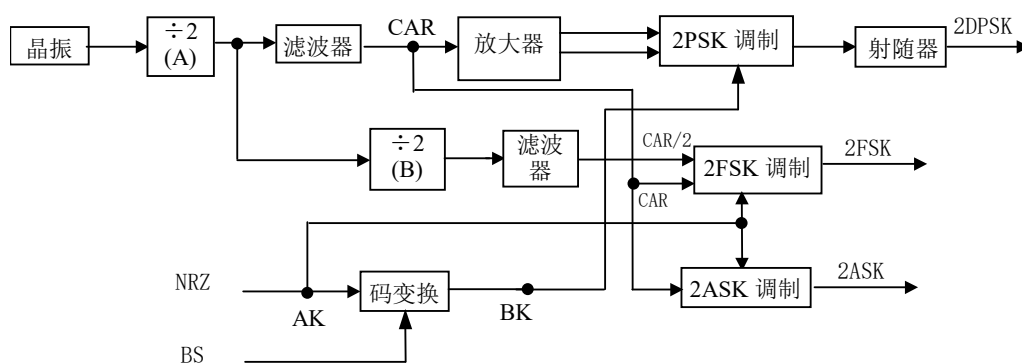 晶振
÷2
(A)
滤波器
CAR
放大器
2PSK 调制
射随器
2DPSK
÷2
(B)
滤波
器
CAR/2
2FSK 调制
2FSK
CAR
NRZ
AK
码变换
BK
2ASK 调制
2ASK
BS